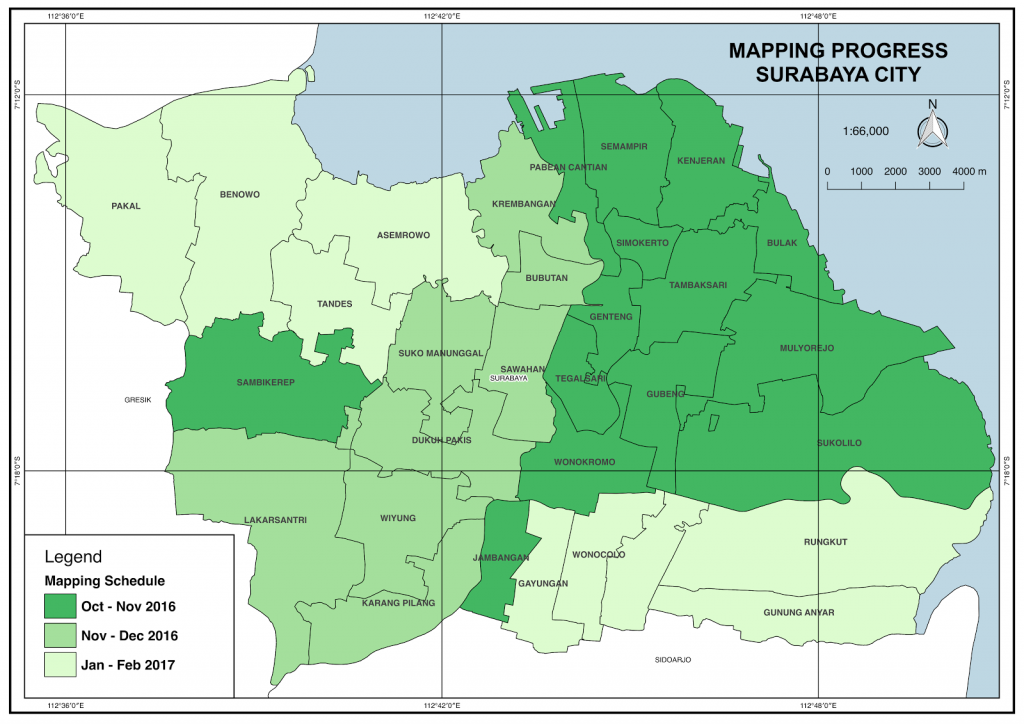 112°36'0"E
112°42'0"E
112°48'0"E
MAPPING PROGRESS
SURABAYA CITY
7°12'0"S
7°12'0"S
N
1:66,000
0 1000 2000 3000 4000 m
SEMAMPIR
KENJERAN
PABEAN CANTIAN
BENOWO
PAKAL
KREMBANGAN
ASEMROWO
SIMOKERTO
BULAK
BUBUTAN
TAMBAKSARI
TANDES
GENTENG
MULYOREJO
SUKO MANUNGGAL
SAWAHAN
SURABAYA
TEGALSARI
SAMBIKEREP
GUBENG
GRESIK
DUKUH PAKIS
SUKOLILO
WONOKROMO
7°18'0"S
7°18'0"S
LAKARSANTRI
WIYUNG
RUNGKUT
JAMBANGAN
WONOCOLO
GAYUNGAN
KARANG PILANG
GUNUNG ANYAR
SIDOARJO
Legend
Mapping Schedule
Oct - Nov 2016
Nov - Dec 2016
Jan - Feb 2017
112°36'0"E
112°42'0"E
112°48'0"E